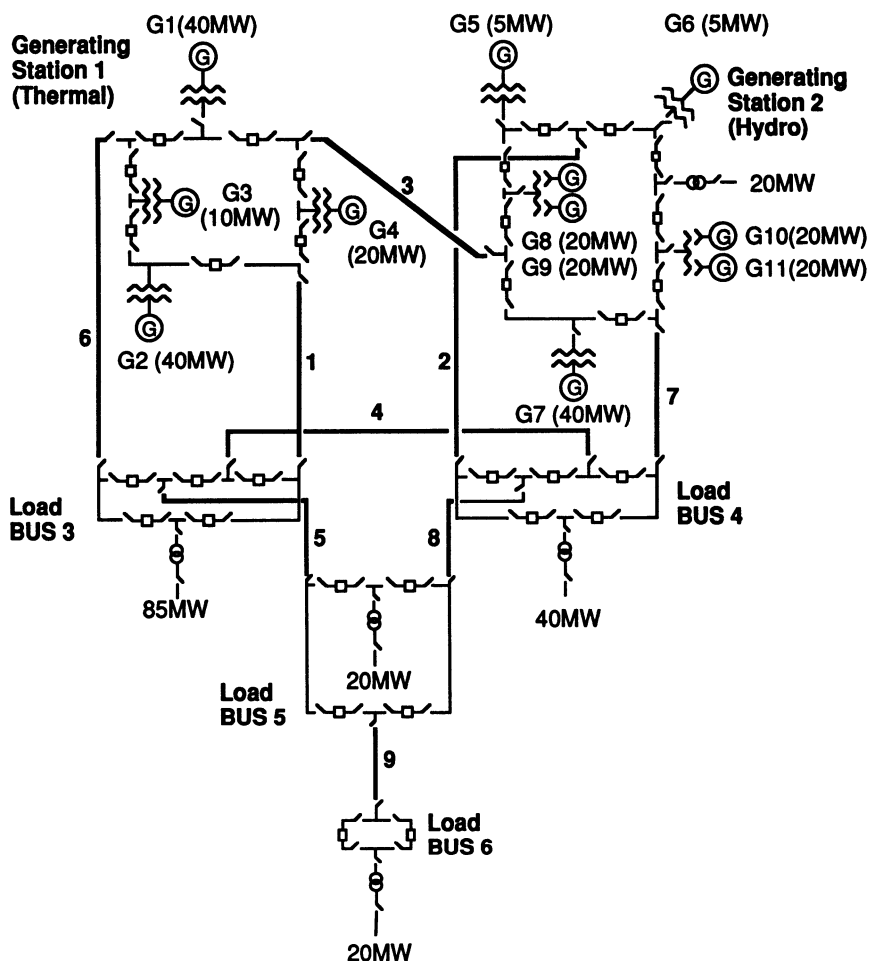 G1(40MW)
G5 (5MW)
G6 (5MW)
Generating
Station 1
(Thermal)
G
G
G
Generating
Station 2
(Hydro)
3
20MW
G
G3
(10MW)
G
G4
(20MW)
G
G
G8 (20MW)
G9 (20MW)
G
G10(20MW)
G
G11(20MW)
G
G2 (40MW)
6
1
2
G
G7 (40MW)
7
4
Load
BUS 3
Load
BUS 4
5
8
85MW
40MW
20MW
Load
BUS 5
9
Load
BUS 6
20MW